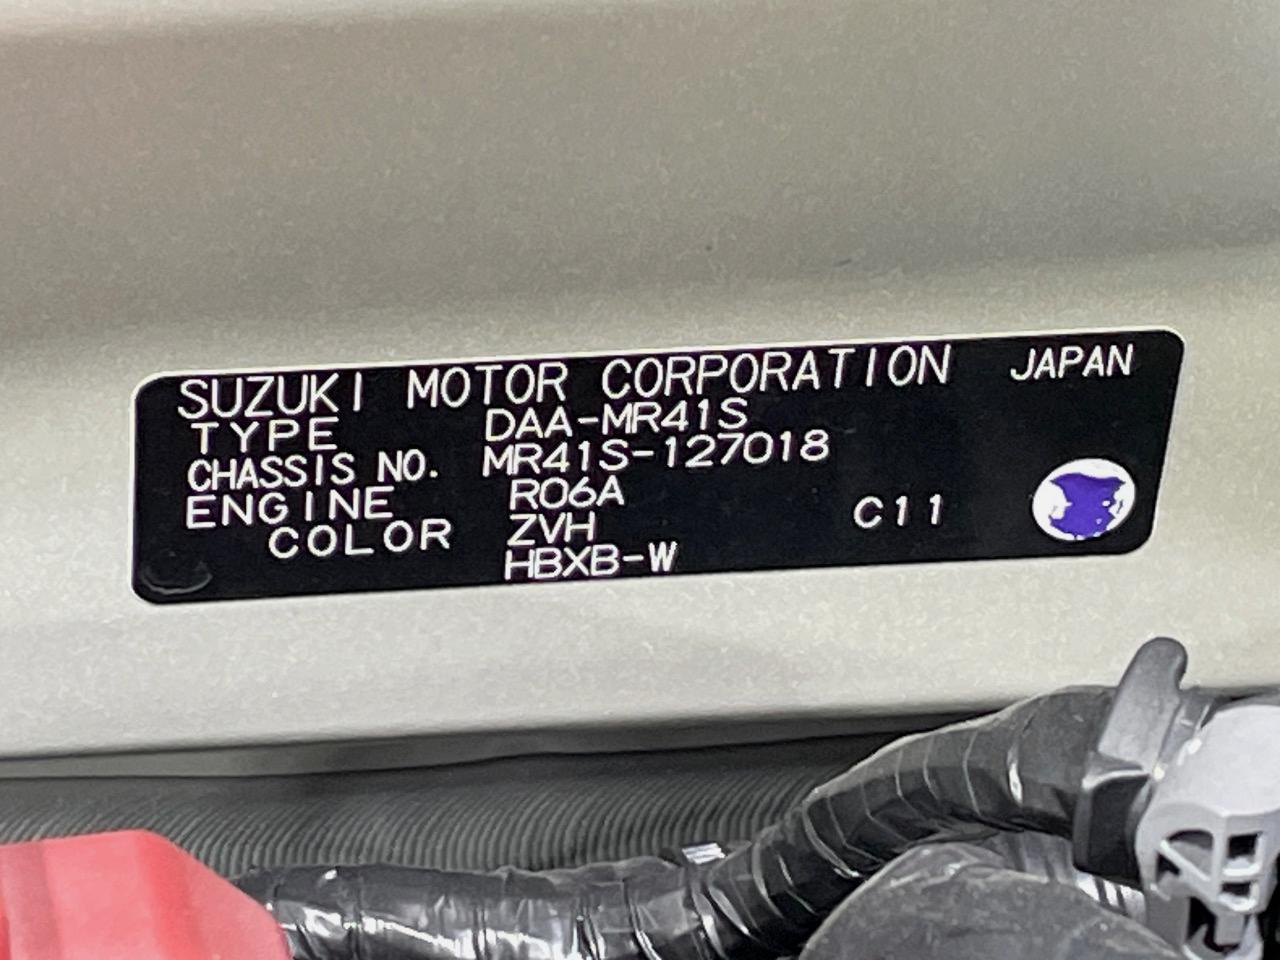 SUZUKI MOTOR CORPORATION JAPAN
TYPE DAA-MR41S
CHASSIS NO. MR41S-127018
ENGINE R06A
COLOR ZVH C11
HBXB-W